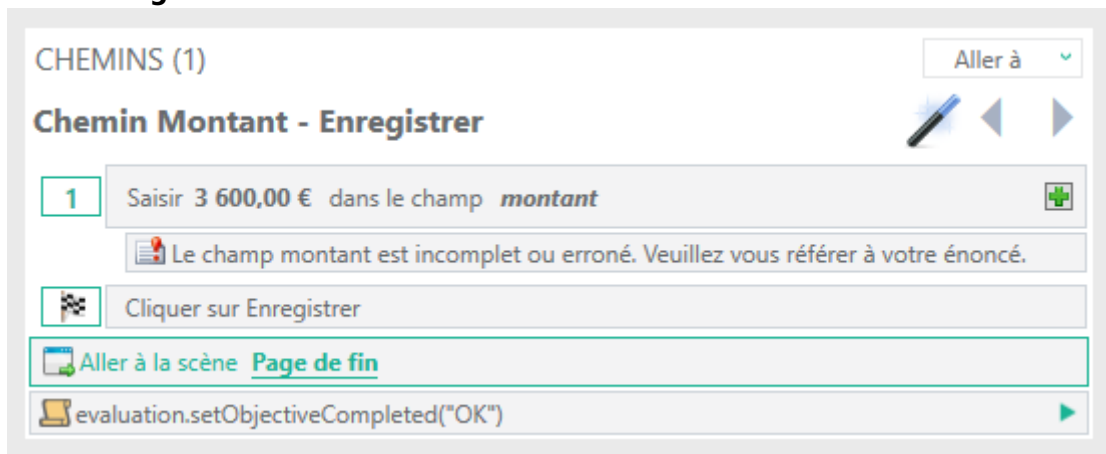 CHEMINS (1)
Aller à
Chemin Montant - Enregistrer
1
Saisir 3 600,00 € dans le champ montant
Le champ montant est incomplet ou erroné. Veuillez vous référer à votre énoncé.
Cliquer sur Enregistrer
Aller à la scène Page de fin
evaluation.setObjectiveCompleted("OK")